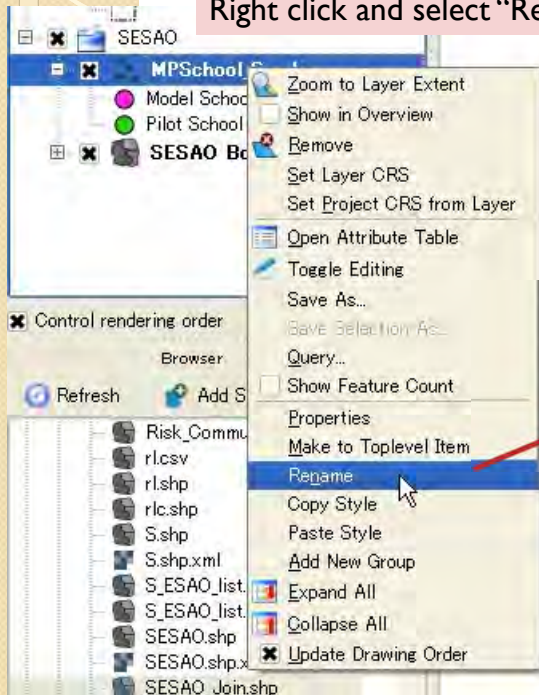 Right click and select “Re
SESAO
MPSchool
Model Schoo
Pilot School
SESAO Bo
Zoom to Layer Extent
Show in Overview
Remove
Set Layer CRS
Set Project CRS from Layer
Open Attribute Table
Toggle Editing
Save As...
Save Selection As...
Query...
Show Feature Count
Properties
Make to Toplevel Item
Rename
Copy Style
Paste Style
Add New Group
Expand All
Collapse All
Update Drawing Order
Control rendering order
Browser
Refresh
Add S
Risk_Commu
rl.csv
rl.shp
rlc.shp
S.shp
S.shp.xml
S_ESAO_list.
S_ESAO_list.
SESAO.shp
SESAO.shp.x
SESAO_Join.shp